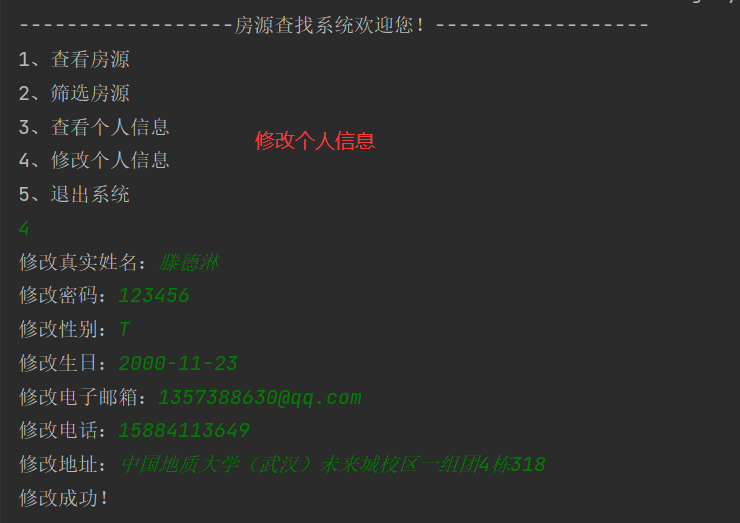 ------------------房源查找系统欢迎您！------------------
1、查看房源
2、筛选房源
3、查看个人信息
修改个人信息
4、修改个人信息
5、退出系统
4
修改真实姓名：滕德淋
修改密码：123456
修改性别：T
修改生日：2000-11-23
修改电子邮箱：1357388630@qq.com
修改电话：15884113649
修改地址：中国地质大学（武汉）未来城校区一组团4栋318
修改成功！